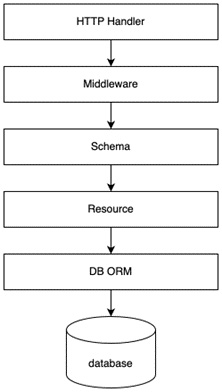 HTTP Handler
Middleware
Schema
Resource
DB ORM
database